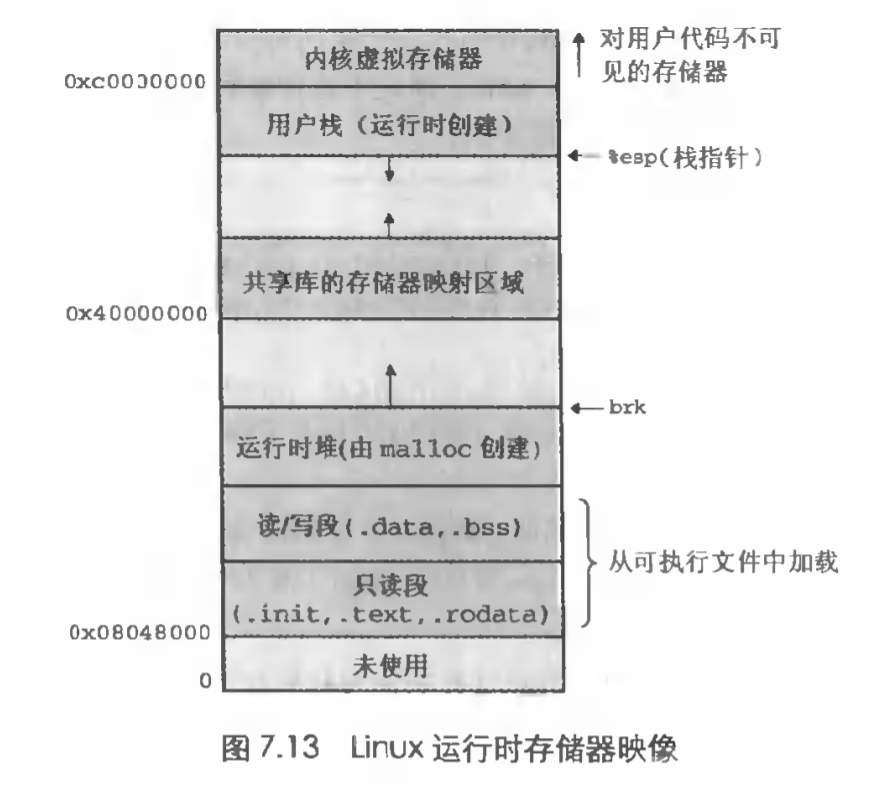 内核虚拟存储器
对用户代码不可
见的存储器
0xc0000000
用户栈（运行时创建）
%esp(栈指针)
共享库的存储器映射区域
0x40000000
brk
运行时堆(由 malloc 创建)
读/写段(.data,.bss)
从可执行文件中加载
只读段
(.init,.text,.rodata)
0x08048000
未使用
0
图 7.13 Linux 运行时存储器映像